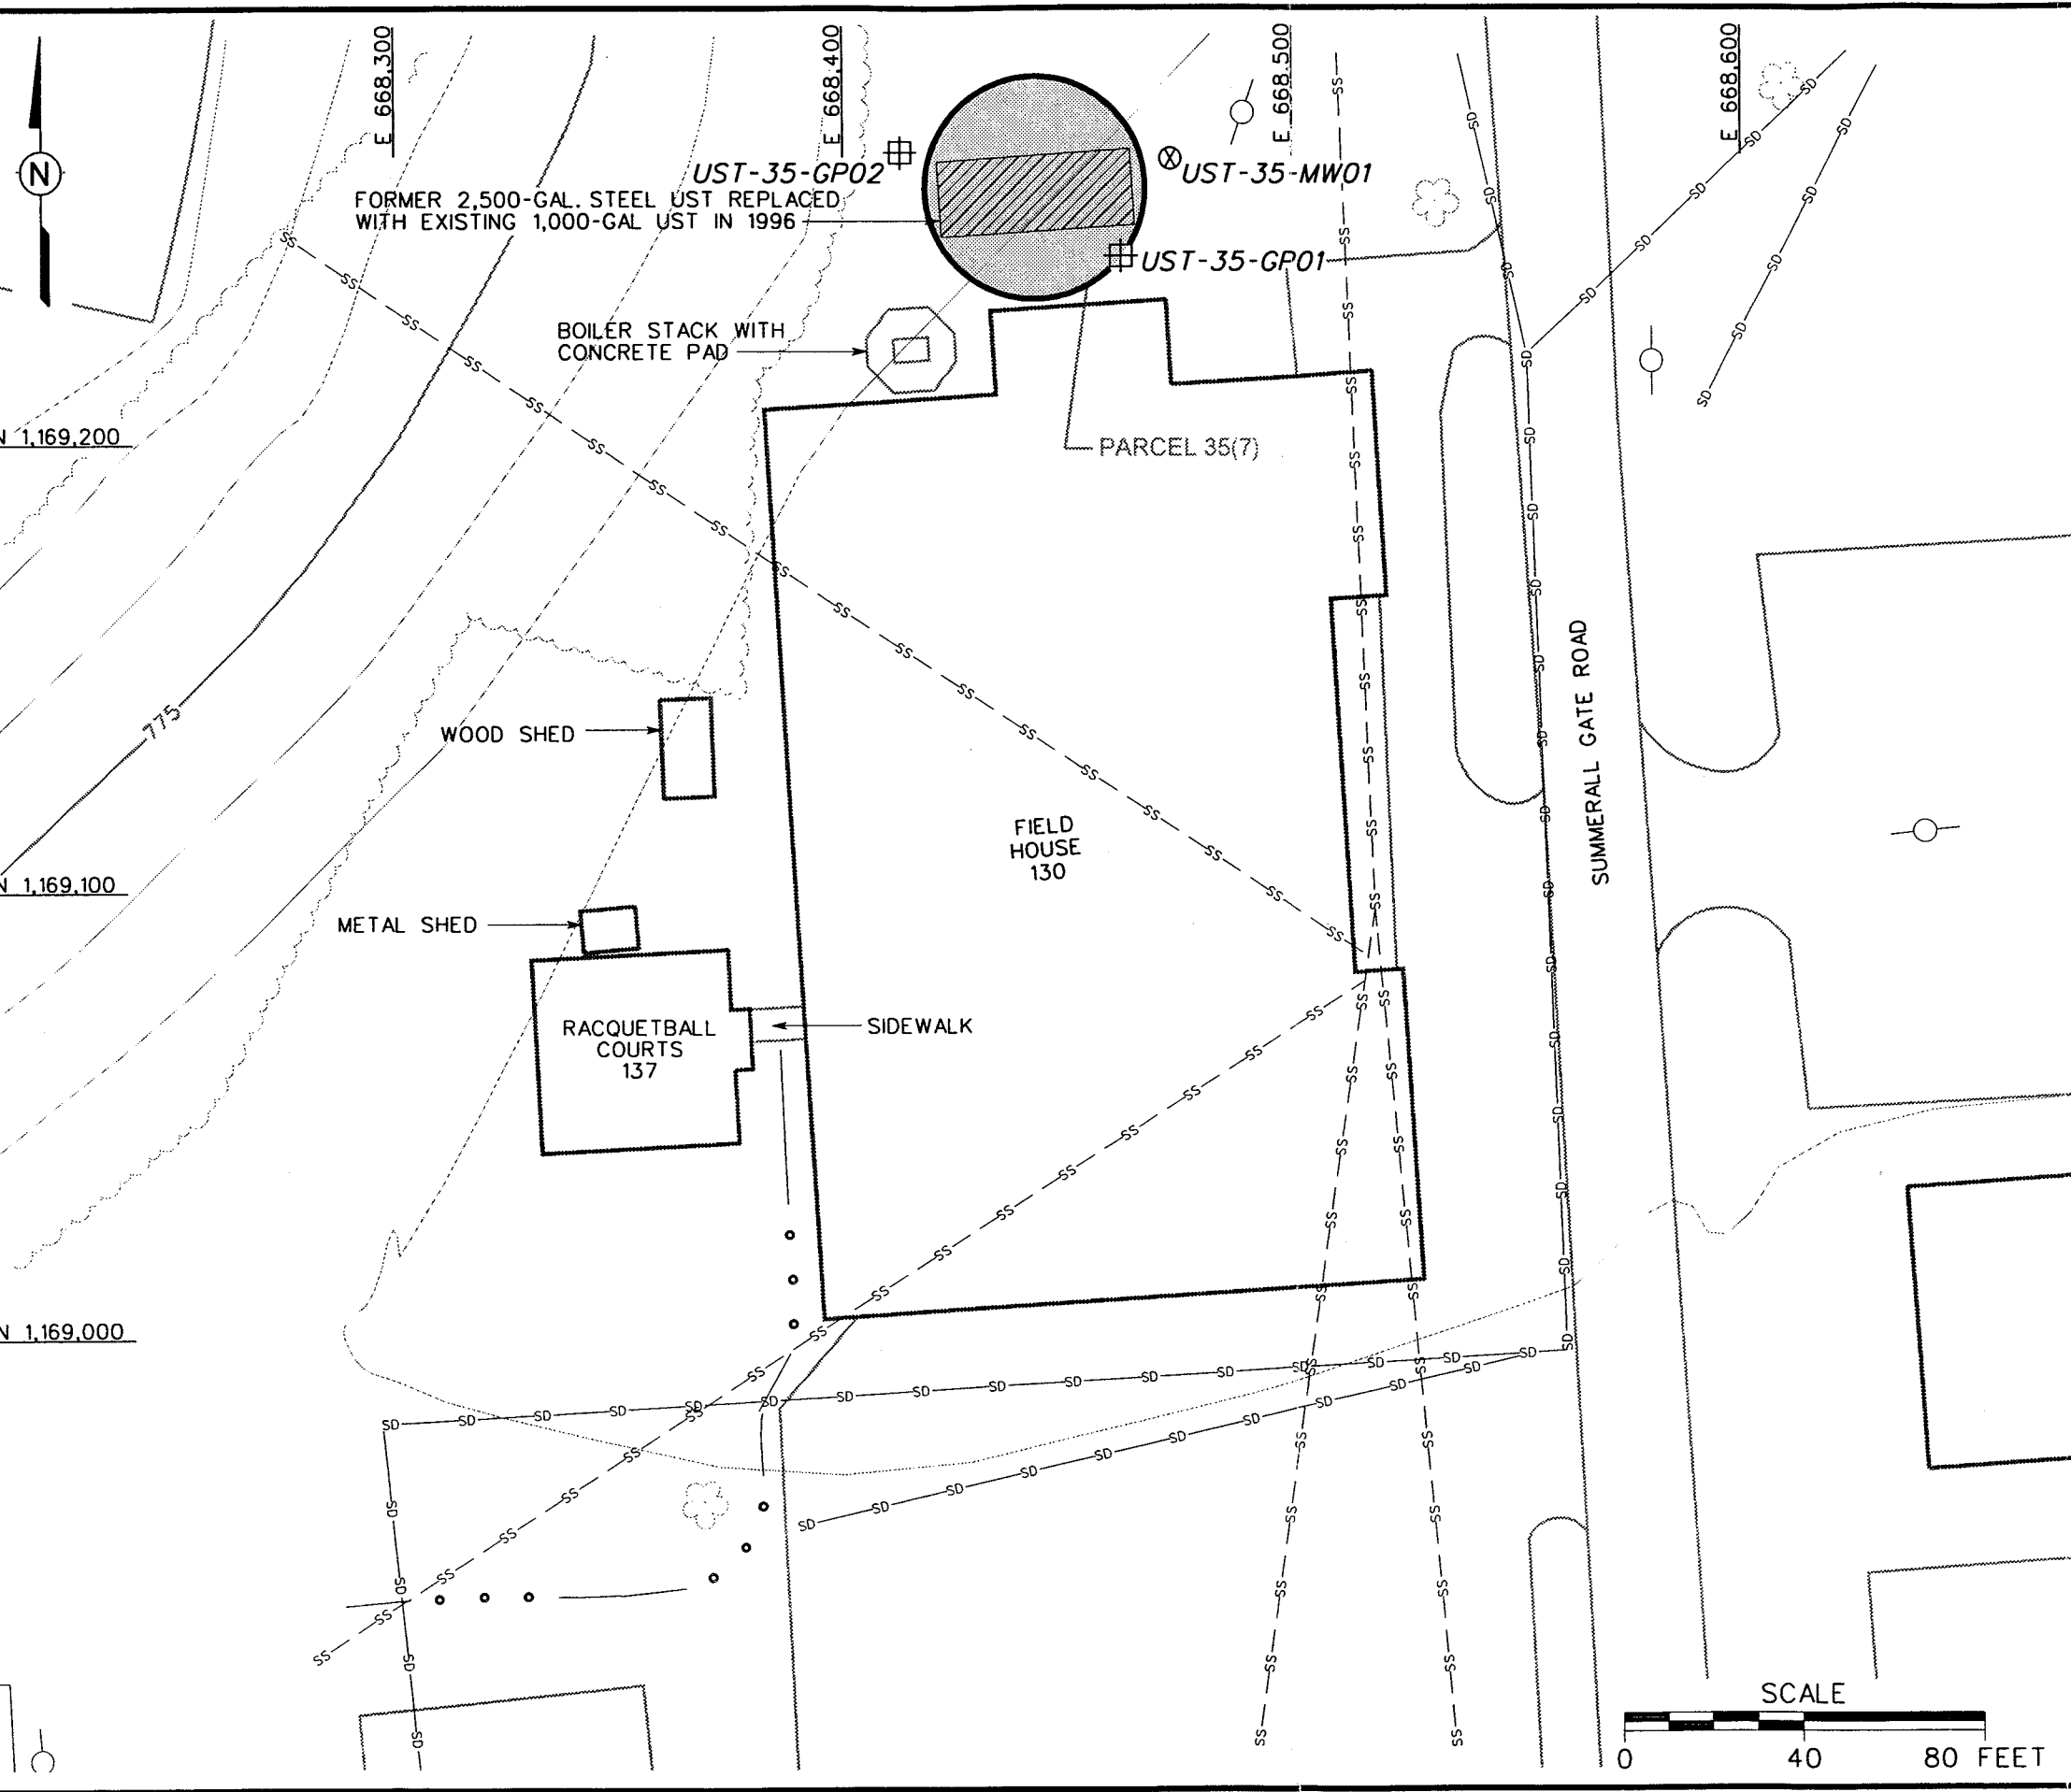 E 668,300
E 668,400
E 668,500
E 668,600
N
UST-35-GP02
UST-35-MW01
FORMER 2,500-GAL. STEEL UST REPLACED
WITH EXISTING 1,000-GAL UST IN 1996
UST-35-GP01
BOILER STACK WITH
CONCRETE PAD
PARCEL 35(7)
N 1,169,200
775
WOOD SHED
SUMMERALL GATE ROAD
FIELD
HOUSE
130
N 1,169,100
METAL SHED
RACQUETBALL
COURTS
137
SIDEWALK
N 1,169,000
SCALE
0 40 80 FEET